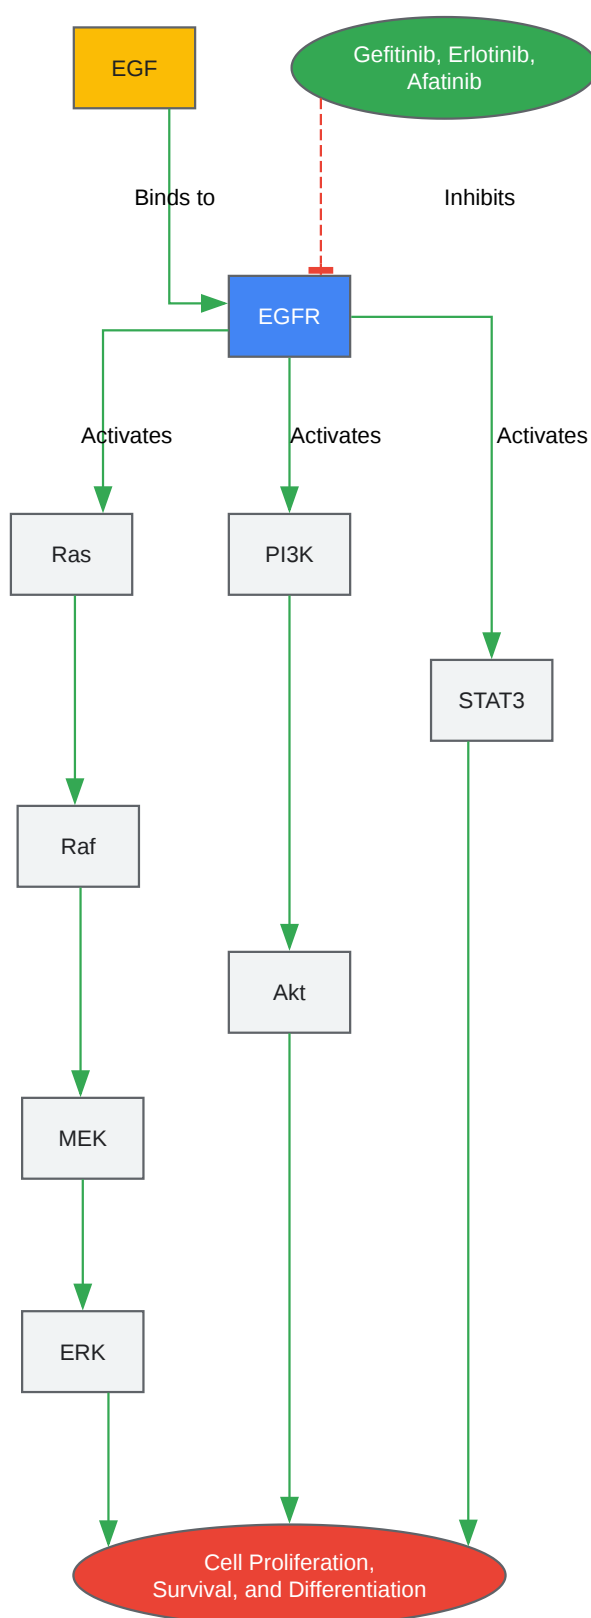 EGF
Gefitinib, Erlotinib,
Afatinib
Binds to
Inhibits
EGFR
Activates
Activates
Activates
Ras
PI3K
STAT3
Raf
Akt
MEK
ERK
Cell Proliferation,
Survival, and Differentiation